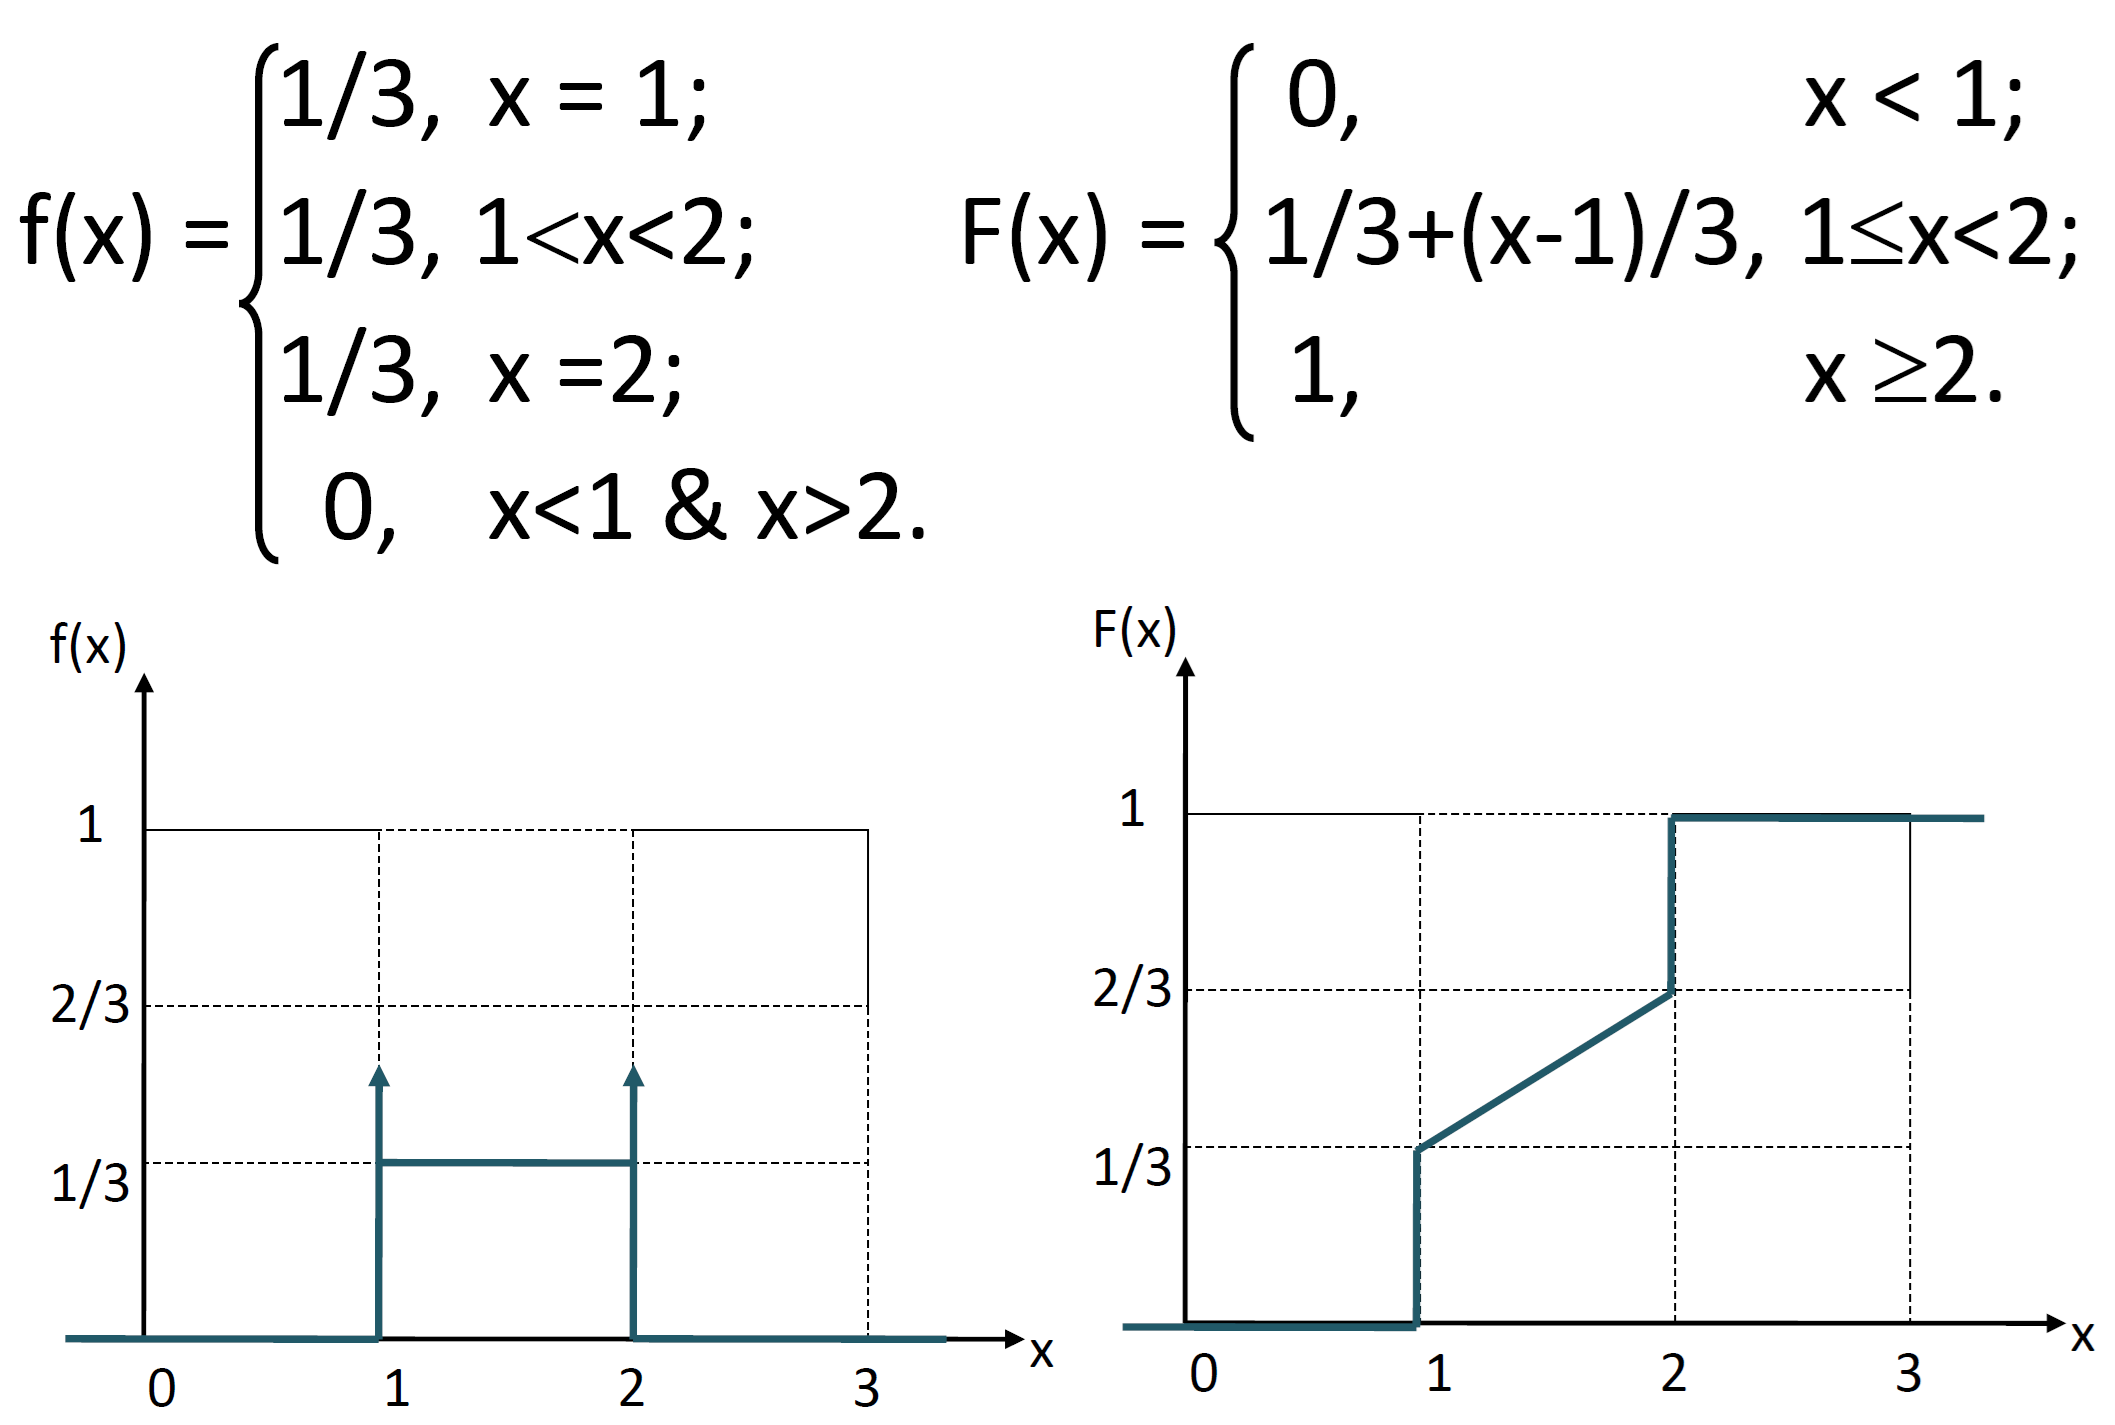 f(x) =
1/3, x = 1;
1/3, 1<x<2;
1/3, x =2;
0, x<1 & x>2.
F(x) =
0, x < 1;
1/3+(x-1)/3, 1≤x<2;
1, x ≥2.
f(x)
1
2/3
1/3
0 1 2 3
x
F(x)
1
2/3
1/3
0 1 2 3
x